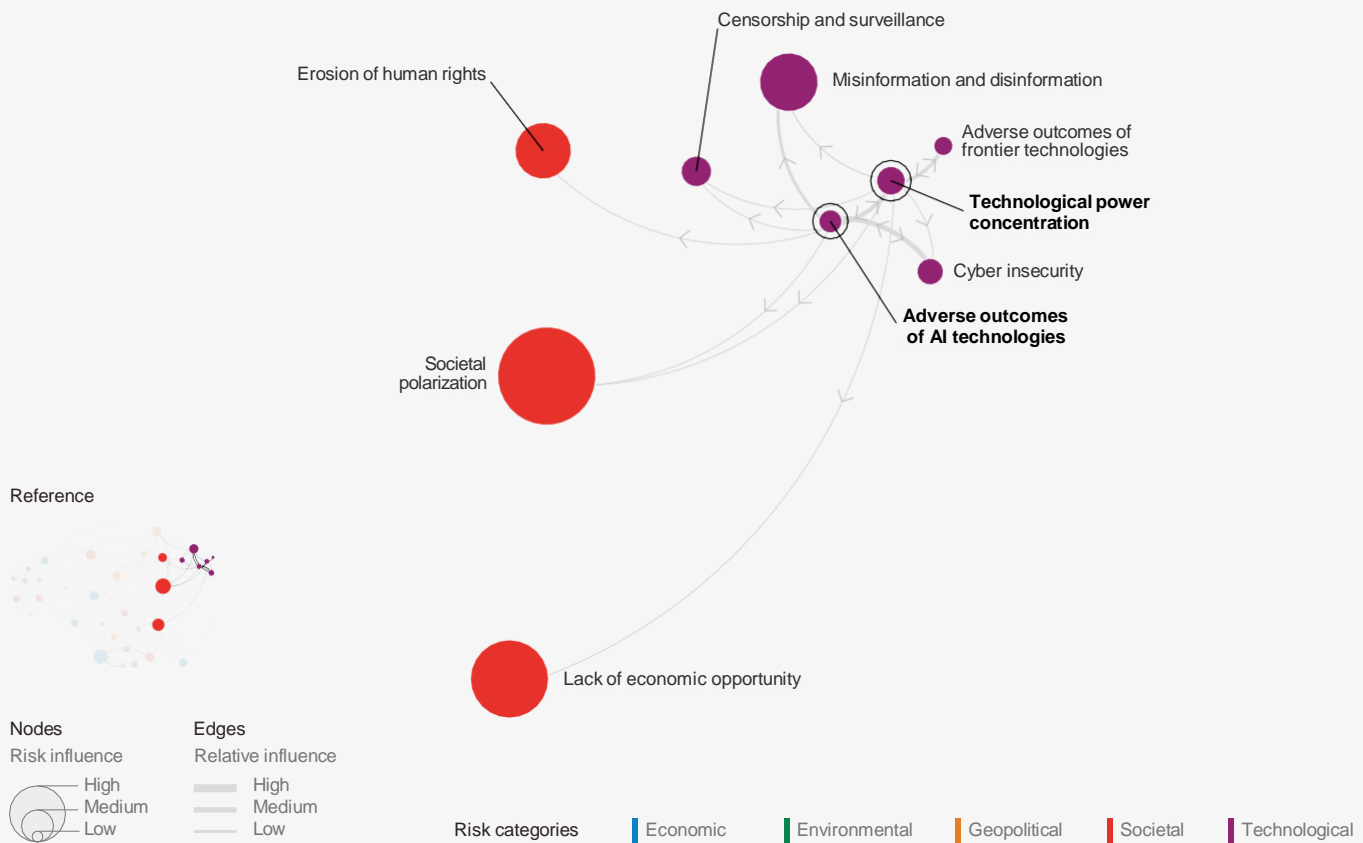 Censorship and surveillance
Erosion of human rights
Misinformation and disinformation
Adverse outcomes of
frontier technologies
Technological power
concentration
Cyber insecurity
Adverse outcomes
of AI technologies
Societal
polarization
Reference
Lack of economic opportunity
Nodes
Risk influence
High
Medium
Low
Edges
Relative influence
High
Medium
Low
Risk categories
Economic
Environmental
Geopolitical
Societal
Technological